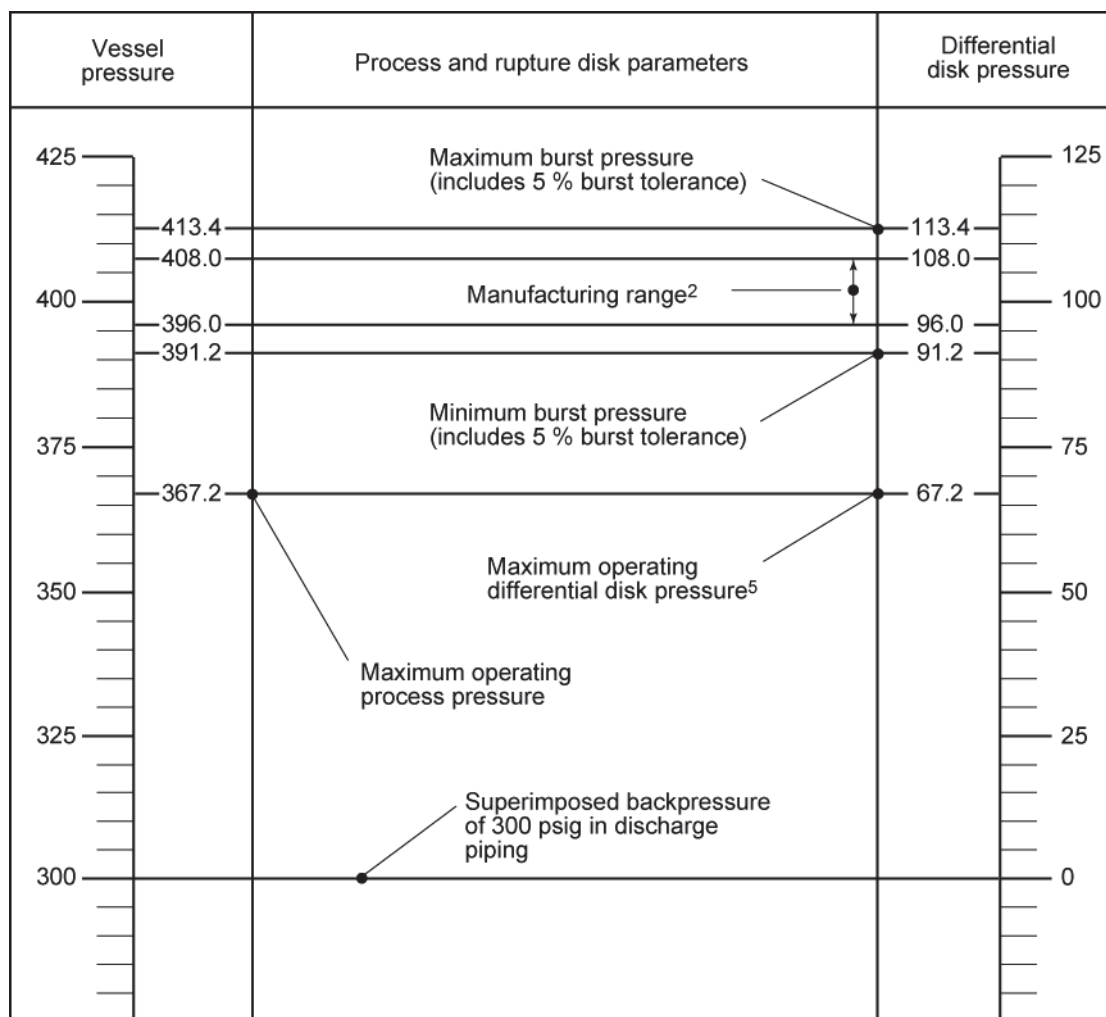 Vessel
pressure
Process and rupture disk parameters
Differential
disk pressure
425
Maximum burst pressure
(includes 5 % burst tolerance)
125
413.4
113.4
408.0
108.0
400
Manufacturing range²
100
396.0
96.0
391.2
91.2
Minimum burst pressure
(includes 5 % burst tolerance)
375
75
367.2
67.2
Maximum operating
differential disk pressure⁵
350
50
Maximum operating
process pressure
325
25
Superimposed backpressure
of 300 psig in discharge
piping
300
0